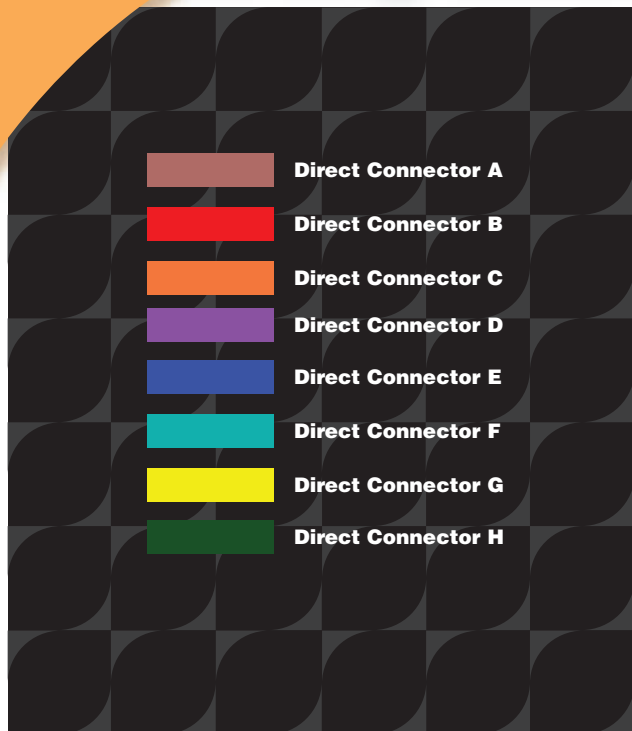 Direct Connector A
Direct Connector B
Direct Connector C
Direct Connector D
Direct Connector E
Direct Connector F
Direct Connector G
Direct Connector H